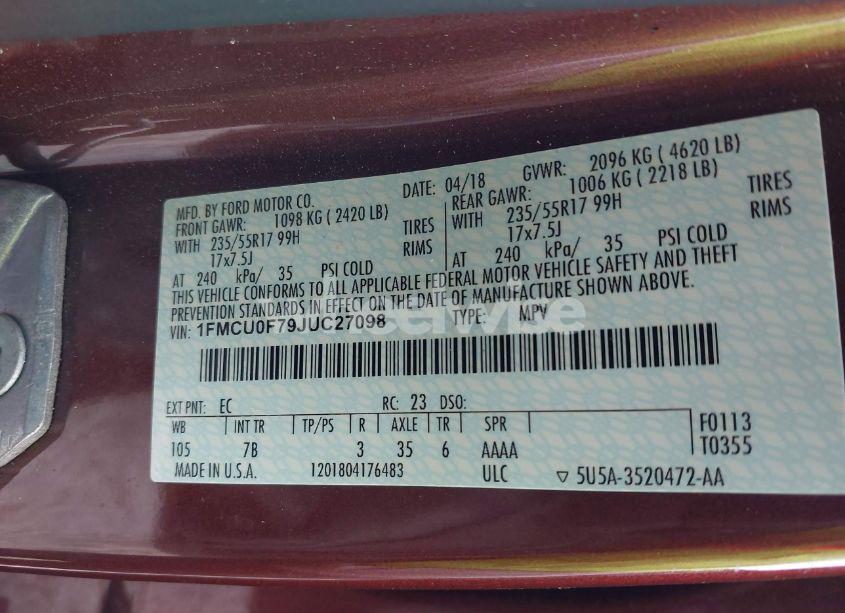 MFD. BY FORD MOTOR CO.
DATE: 04/18
GVWR: 2096 KG ( 4620 LB)
FRONT GAWR: 1098 KG ( 2420 LB)
REAR GAWR: 1006 KG ( 2218 LB)
WITH 235/55R17 99H TIRES
WITH 235/55R17 99H TIRES
17x7.5J RIMS
17x7.5J RIMS
AT 240 kPa/ 35 PSI COLD
AT 240 kPa/ 35 PSI COLD
THIS VEHICLE CONFORMS TO ALL APPLICABLE FEDERAL MOTOR VEHICLE SAFETY AND THEFT
PREVENTION STANDARDS IN EFFECT ON THE DATE OF MANUFACTURE SHOWN ABOVE.
VIN: 1FMCU0F79JUC27098
TYPE: MPV
EXT PNT: EC RC: 23 DSO:
WB INT TR TP/PS R AXLE TR SPR
105 7B 3 35 6 AAAA
F0113
T0355
MADE IN U.S.A. 1201804176483 ULC ▽ 5U5A-3520472-AA